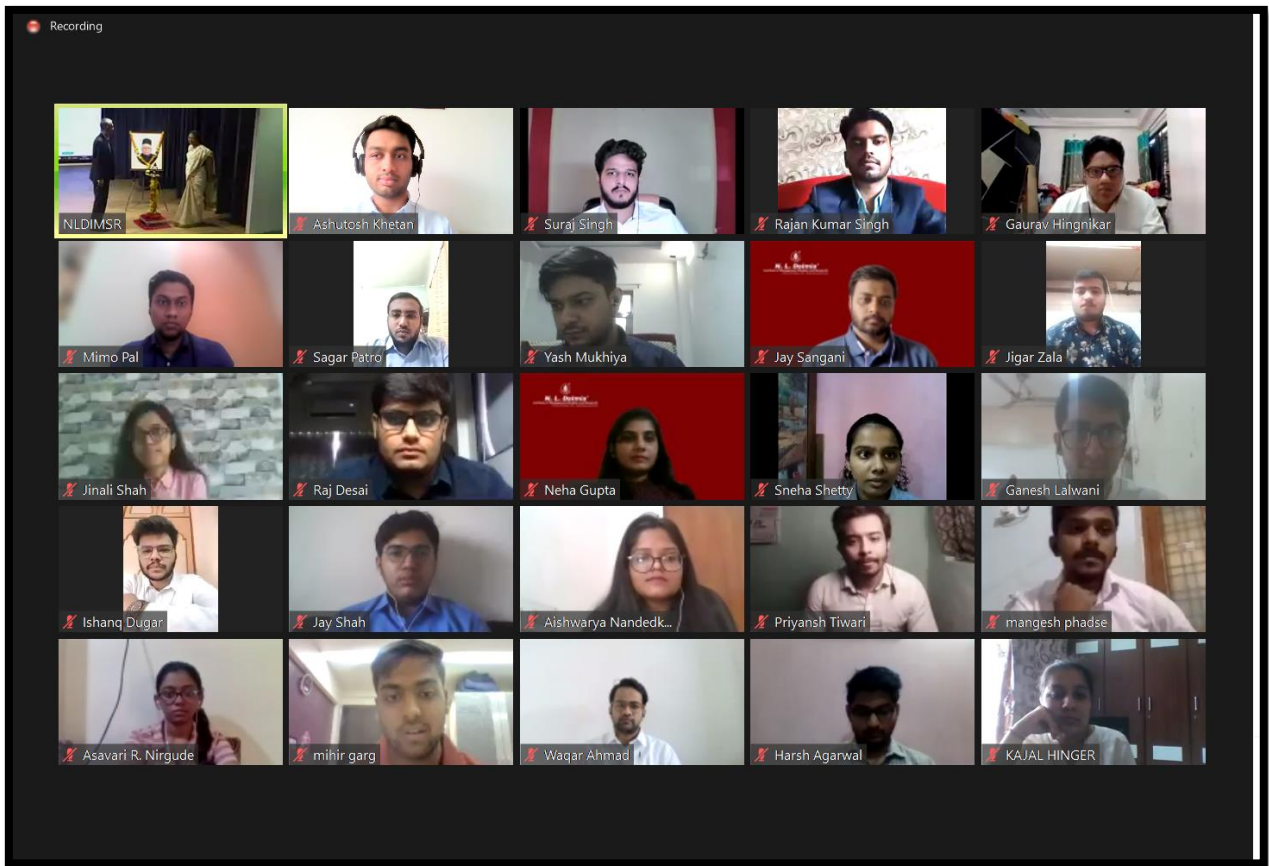 Recording
NLDIMSR
Ashutosh Khetan
Suraj Singh
Rajan Kumar Singh
Gaurav Hingnikar
Mimo Pal
Sagar Patro
Yash Mukhiya
N. L. Dalmia
Jay Sangani
Jigar Zala
Jinali Shah
Raj Desai
N. L. Dalmia
Neha Gupta
Sneha Shetty
Ganesh Lalwani
Ishanq Dugar
Jay Shah
Aishwarya Nandedk...
Priyansh Tiwari
mangesh phadse
Asavari R. Nirgude
mihir garg
Waqar Ahmad
Harsh Agarwal
KAJAL HINGER